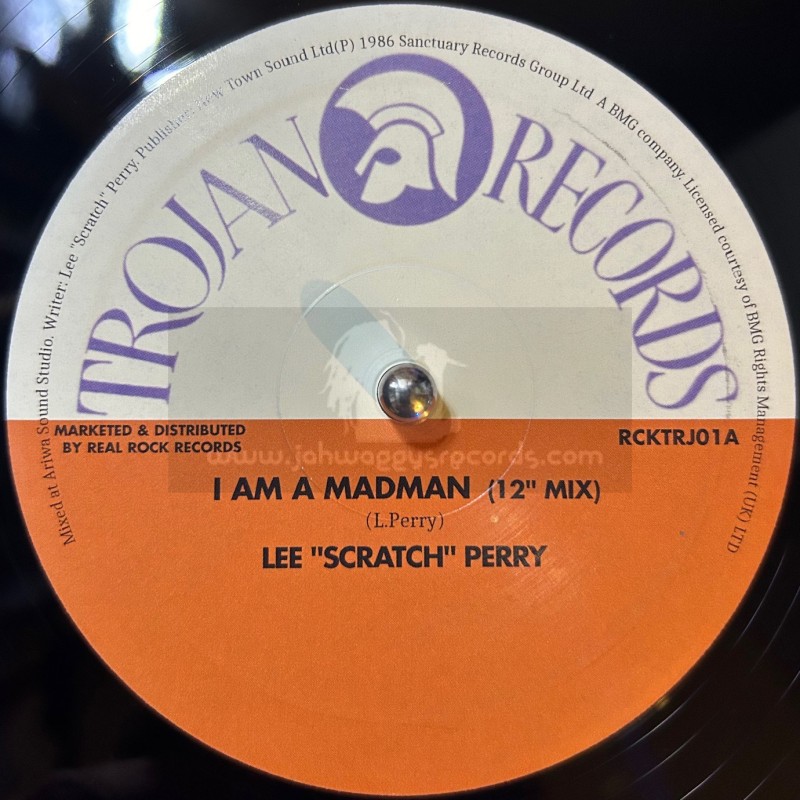 Mixed at Ariwa Sound Studio. Writer: Lee "Scratch" Perry. Publisher: New Town Sound Ltd(P) 1986 Sanctuary Records Group Ltd A BMG company. Licensed courtesy of BMG Rights Management (UK) LTD
TROJAN RECORDS
MARKETED & DISTRIBUTED
BY REAL ROCK RECORDS
RCKTRJ01A
www.jahwaggysrecords.com
I AM A MADMAN (12" MIX)
(L.Perry)
LEE "SCRATCH" PERRY